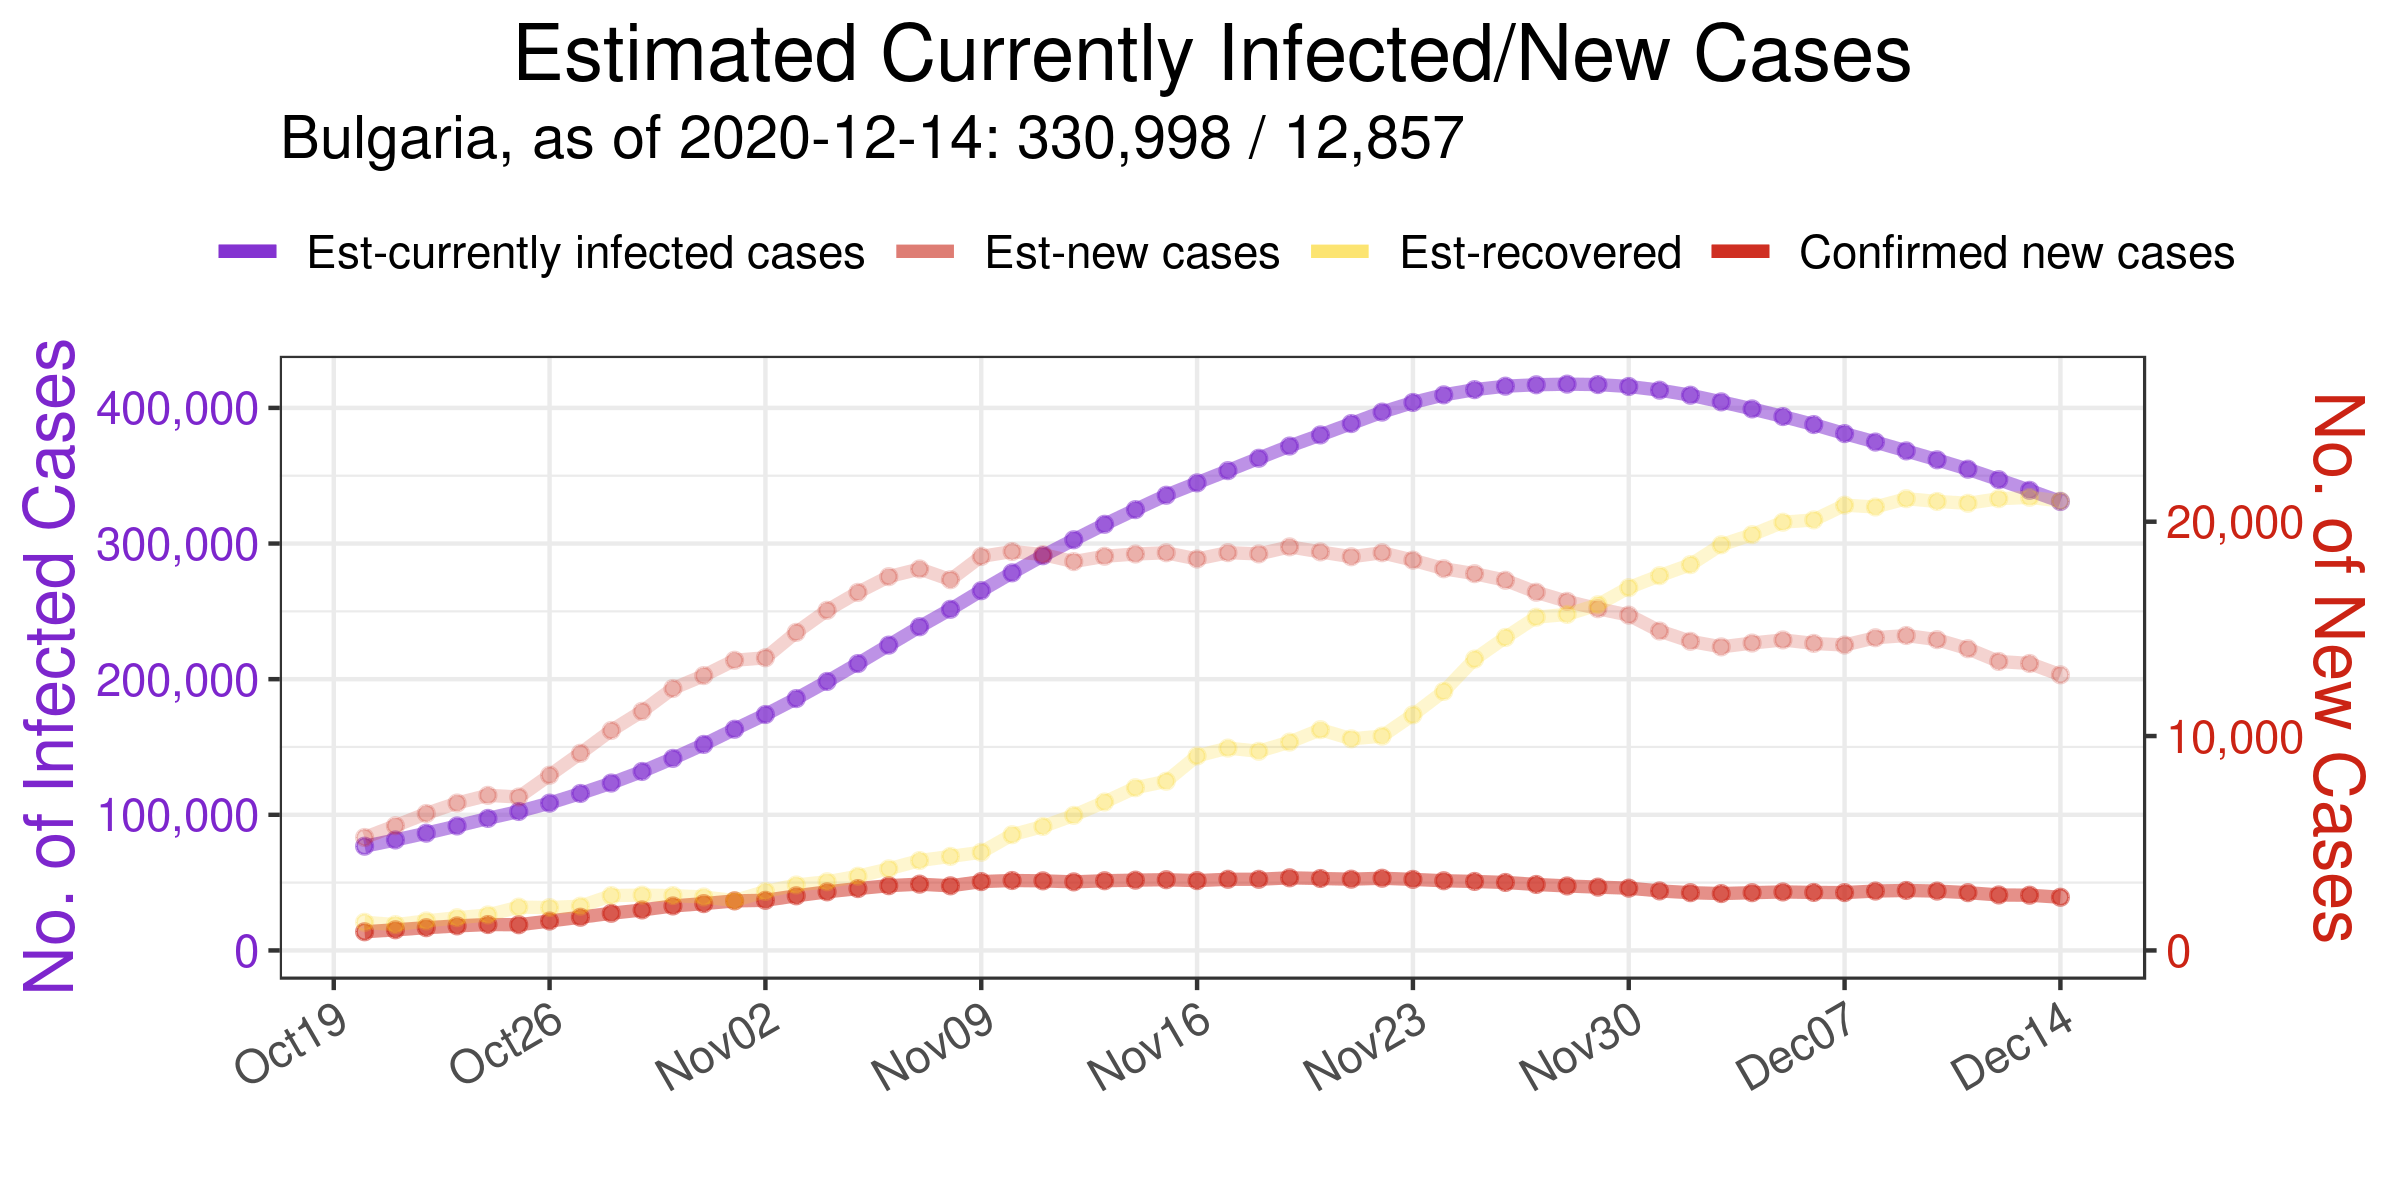 Estimated Currently Infected/New Cases
Bulgaria, as of 2020-12-14: 330,998 / 12,857
Est-currently infected cases Est-new cases Est-recovered Confirmed new cases
No. of Infected Cases
400,000
300,000
200,000
100,000
0
No. of New Cases
20,000
10,000
0
Oct19 Oct26 Nov02 Nov09 Nov16 Nov23 Nov30 Dec07 Dec14